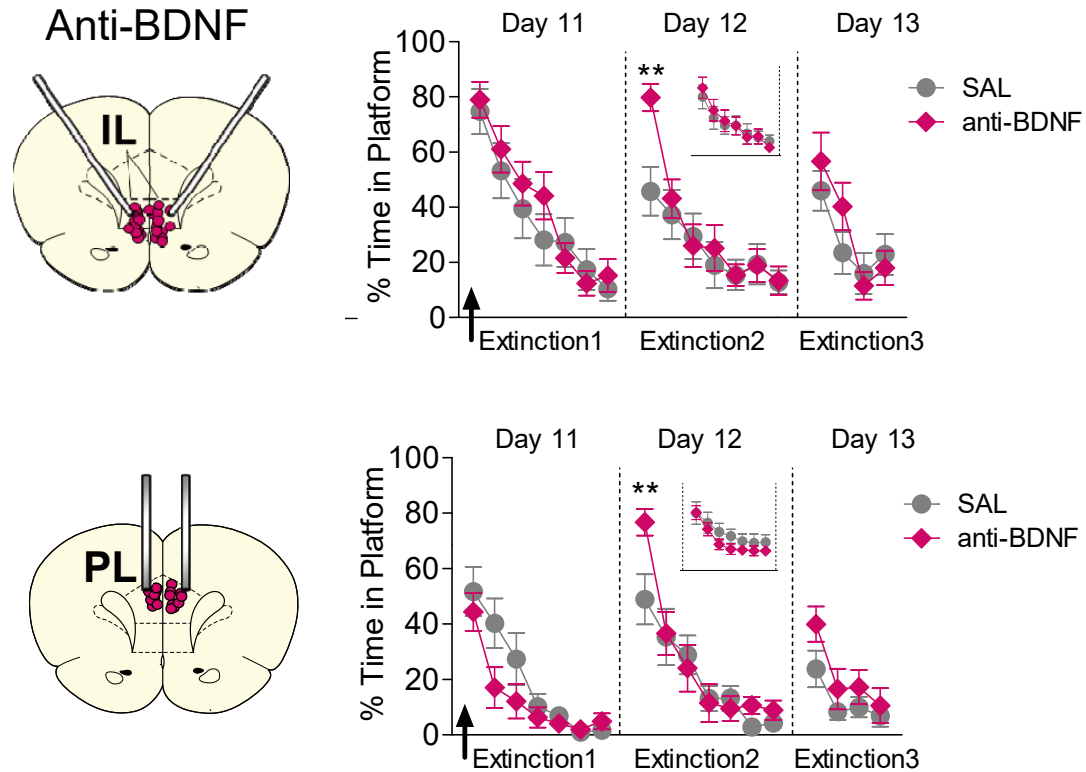 Anti-BDNF
IL
% Time in Platform
100
80
60
40
20
0
Day 11
Day 12
Day 13
**
SAL
anti-BDNF
Extinction1
Extinction2
Extinction3
PL
% Time in Platform
100
80
60
40
20
0
Day 11
Day 12
Day 13
**
SAL
anti-BDNF
Extinction1
Extinction2
Extinction3